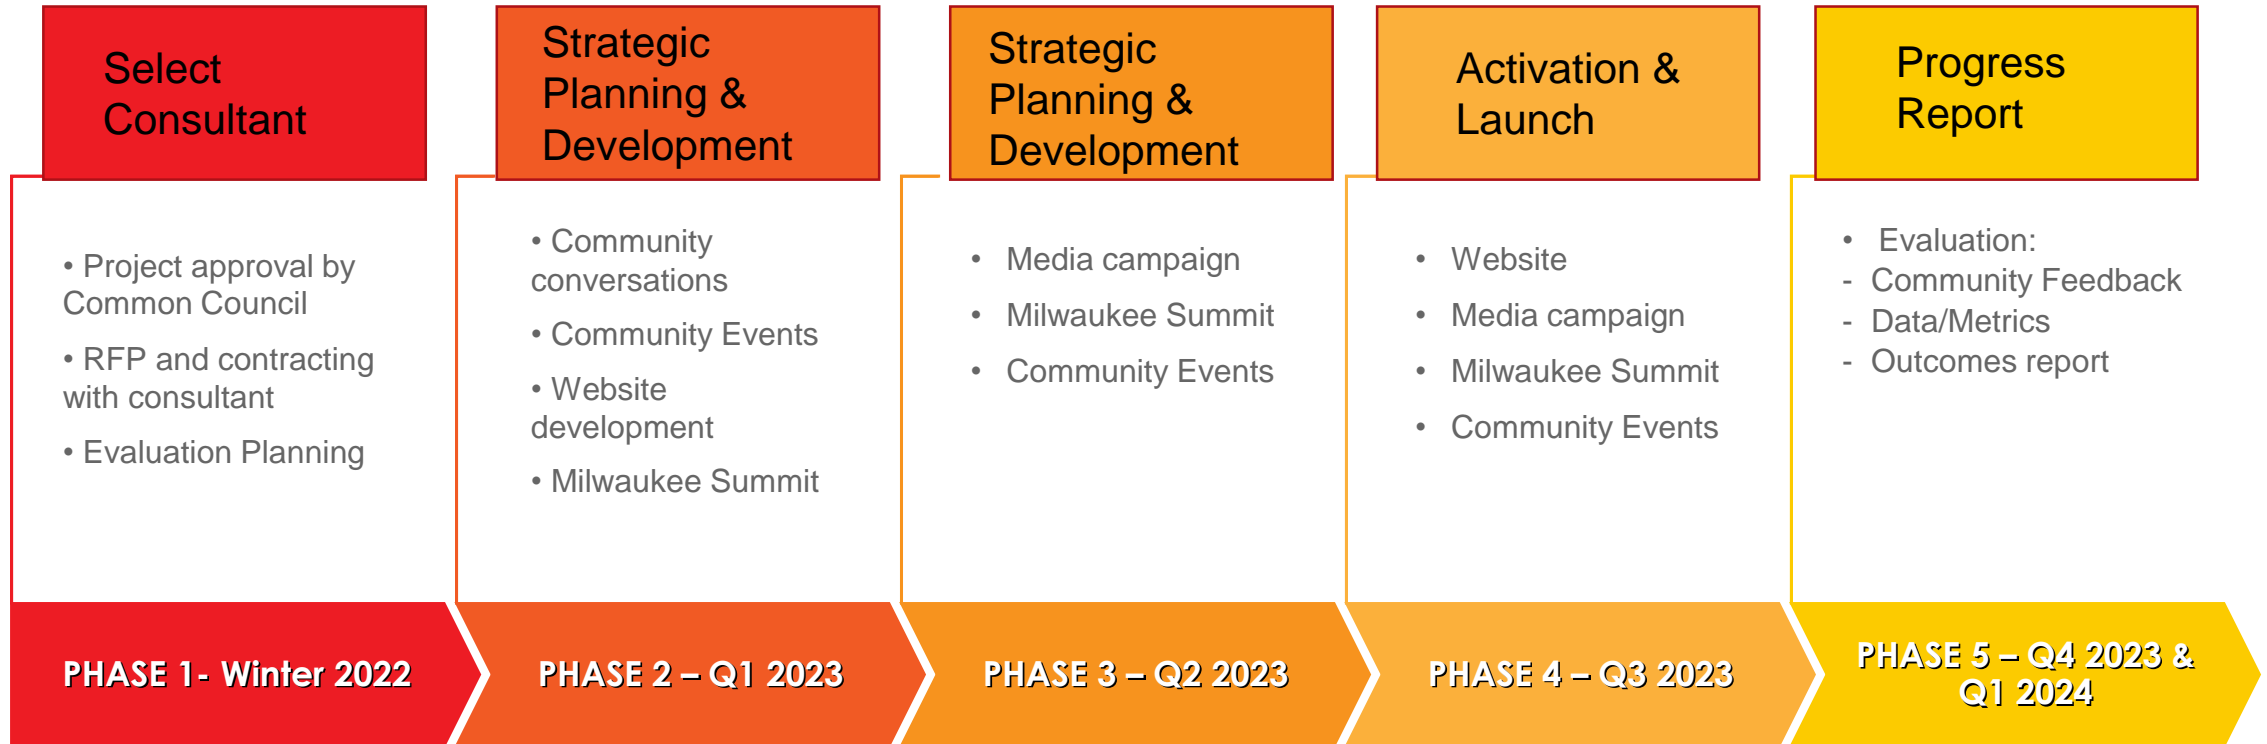 Select
Consultant
• Project approval by
Common Council
• RFP and contracting
with consultant
• Evaluation Planning
PHASE 1- Winter 2022
Strategic
Planning &
Development
• Community
conversations
• Community Events
• Website
development
• Milwaukee Summit
PHASE 2 – Q1 2023
Strategic
Planning &
Development
• Media campaign
• Milwaukee Summit
• Community Events
PHASE 3 – Q2 2023
Activation &
Launch
• Website
• Media campaign
• Milwaukee Summit
• Community Events
PHASE 4 – Q3 2023
Progress
Report
• Evaluation:
- Community Feedback
- Data/Metrics
- Outcomes report
PHASE 5 – Q4 2023 &
Q1 2024